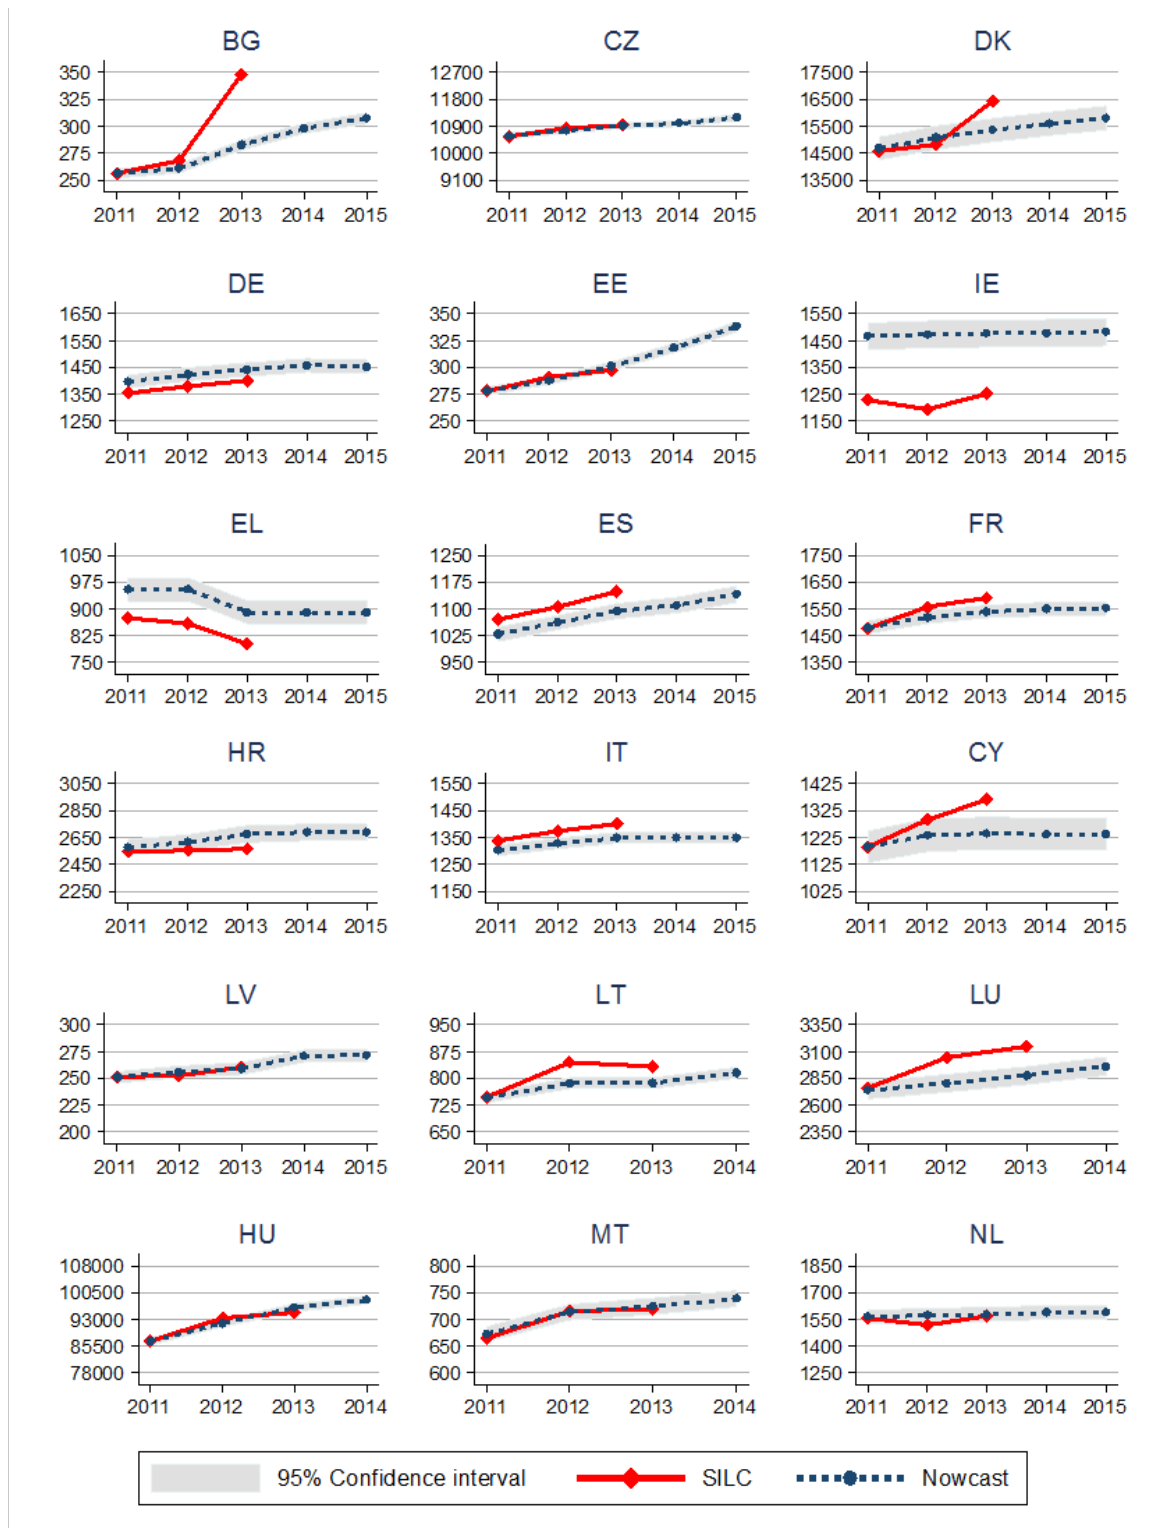 BG CZ DK
350 12700 17500
325 11800 16500
300 10900 15500
275 10000 14500
250 9100 13500
2011 2012 2013 2014 2015 2011 2012 2013 2014 2015 2011 2012 2013 2014 2015
DE EE IE
1650 350 1550
1550 325 1450
1450 300 1350
1350 275 1250
1250 250 1150
2011 2012 2013 2014 2015 2011 2012 2013 2014 2015 2011 2012 2013 2014 2015
EL ES FR
1050 1250 1750
975 1175 1650
900 1100 1550
825 1025 1450
750 950 1350
2011 2012 2013 2014 2015 2011 2012 2013 2014 2015 2011 2012 2013 2014 2015
HR IT CY
3050 1550 1425
2850 1450 1325
2650 1350 1225
2450 1250 1125
2250 1150 1025
2011 2012 2013 2014 2015 2011 2012 2013 2014 2015 2011 2012 2013 2014 2015
LV LT LU
300 950 3350
275 875 3100
250 800 2850
225 725 2600
200 650 2350
2011 2012 2013 2014 2015 2011 2012 2013 2014 2011 2012 2013 2014
HU MT NL
108000 800 1850
100500 750 1700
93000 700 1550
85500 650 1400
78000 600 1250
2011 2012 2013 2014 2011 2012 2013 2014 2011 2012 2013 2014 2015
95% Confidence interval SILC Nowcast